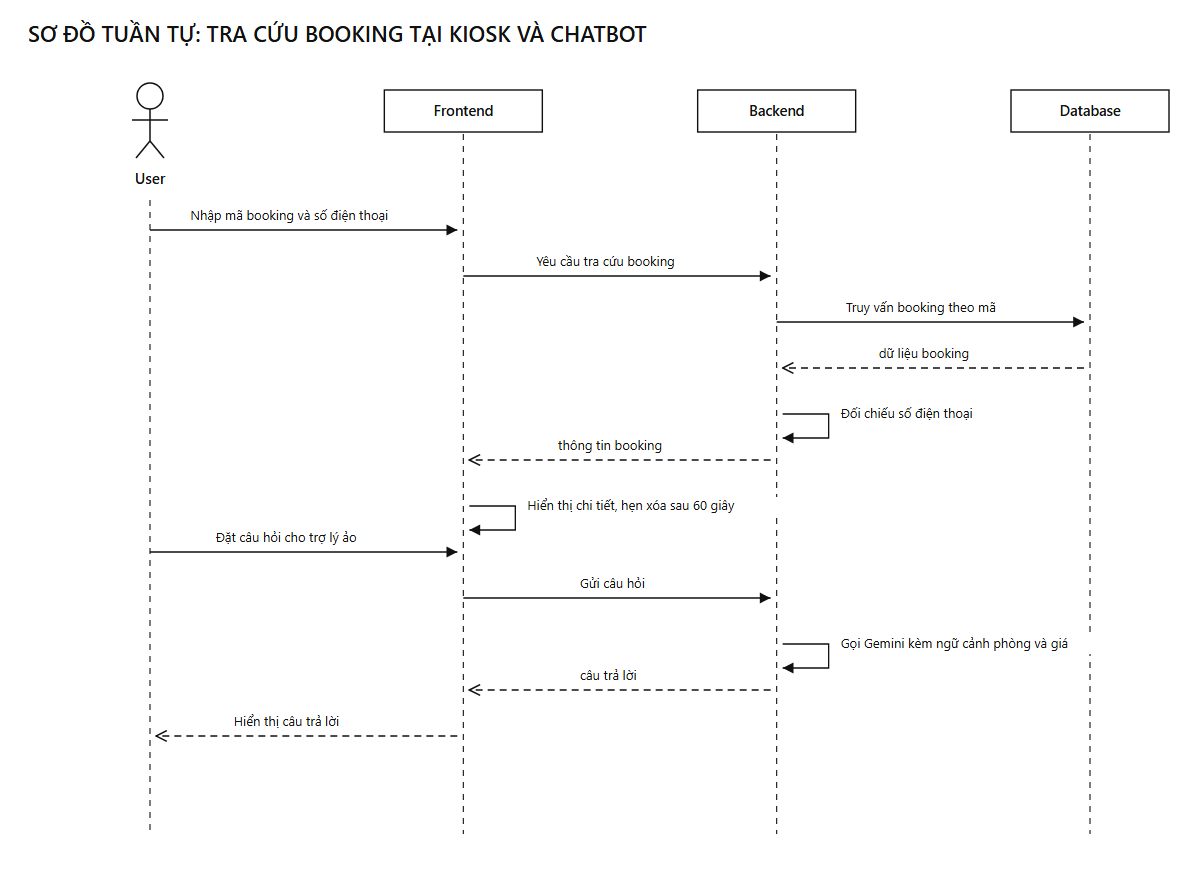 SƠ ĐỒ TUẦN TỰ: TRA CỨU BOOKING TẠI KIOSK VÀ CHATBOT
User
Frontend
Backend
Database
Nhập mã booking và số điện thoại
Yêu cầu tra cứu booking
Truy vấn booking theo mã
dữ liệu booking
Đối chiếu số điện thoại
thông tin booking
Hiển thị chi tiết, hẹn xóa sau 60 giây
Đặt câu hỏi cho trợ lý ảo
Gửi câu hỏi
Gọi Gemini kèm ngữ cảnh phòng và giá
câu trả lời
Hiển thị câu trả lời